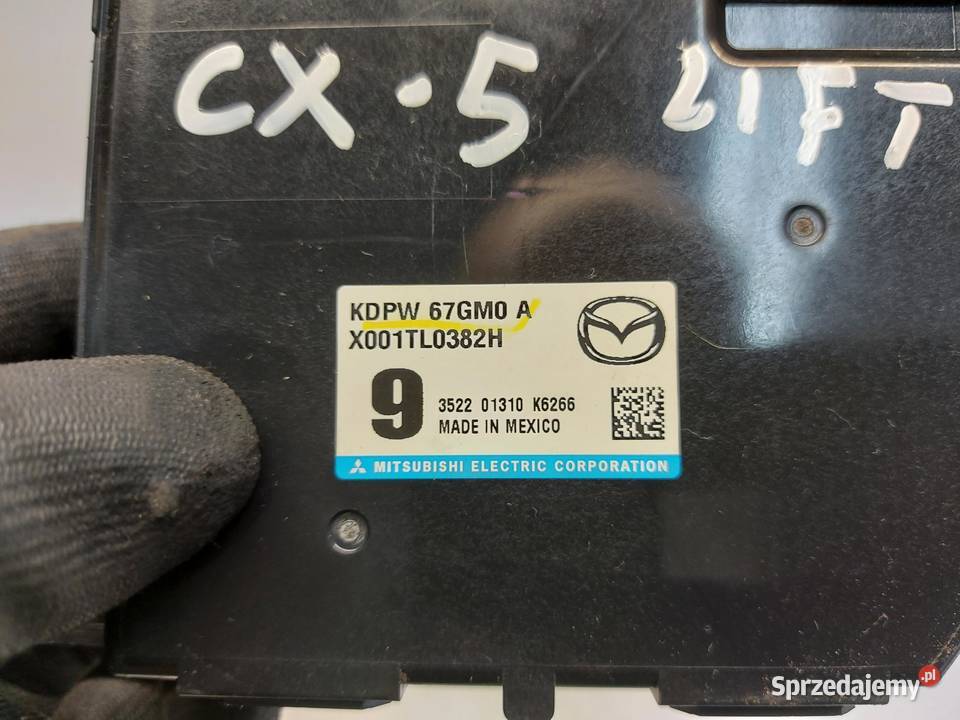 CX-5 LIFT
KDPW 67GM0 A
X001TL0382H
9
3522 01310 K6266
MADE IN MEXICO
MITSUBISHI ELECTRIC CORPORATION
Sprzedajemy.pl